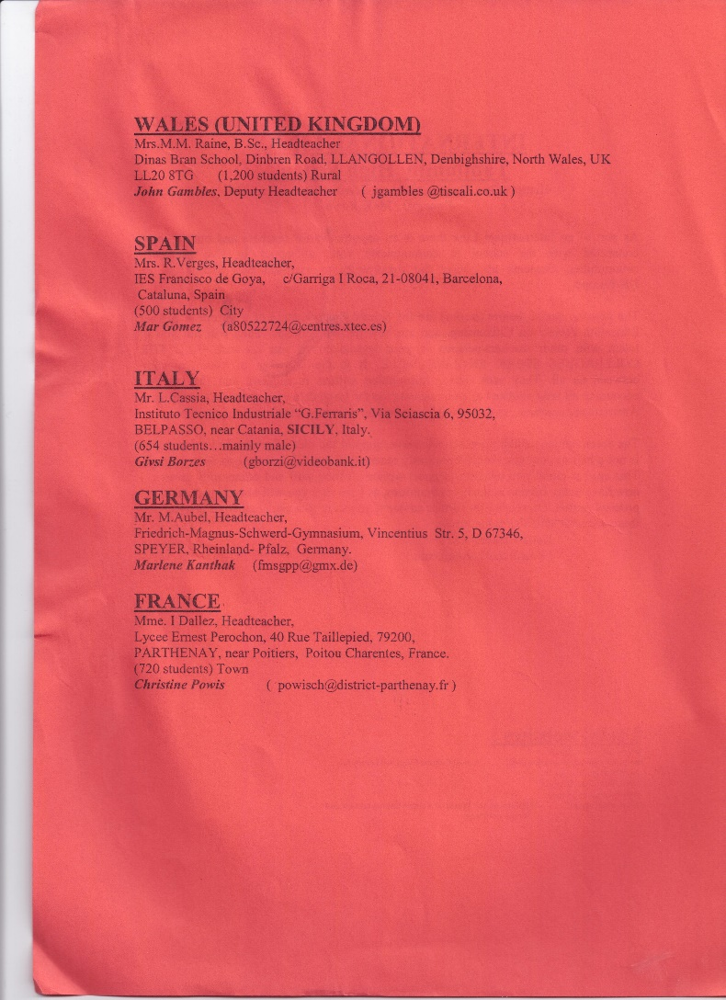 WALES (UNITED KINGDOM)
Mrs.M.M. Raine, B.Sc., Headteacher
Dinas Bran School, Dinbren Road, LLANGOLLEN, Denbighshire, North Wales, UK
LL20 8TG (1,200 students) Rural
John Gambles, Deputy Headteacher ( jgambles @tiscali.co.uk )
SPAIN
Mrs. R.Verges, Headteacher,
IES Francisco de Goya, c/Garriga I Roca, 21-08041, Barcelona,
Cataluna, Spain
(500 students) City
Mar Gomez (a80522724@centres.xtec.es)
ITALY
Mr. L.Cassia, Headteacher,
Instituto Tecnico Industriale “G.Ferraris”, Via Sciascia 6, 95032,
BELPASSO, near Catania, SICILY, Italy.
(654 students…mainly male)
Givsi Borzes (gborzi@videobank.it)
GERMANY
Mr. M.Aubel, Headteacher,
Friedrich-Magnus-Schwerd-Gymnasium, Vincentius Str. 5, D 67346,
SPEYER, Rheinland- Pfalz, Germany.
Marlene Kanthak (fmsgpp@gmx.de)
FRANCE
Mme. I Dallez, Headteacher,
Lycee Ernest Perochon, 40 Rue Taillepied, 79200,
PARTHENAY, near Poitiers, Poitou Charentes, France.
(720 students) Town
Christine Powis ( powisch@district-parthenay.fr )